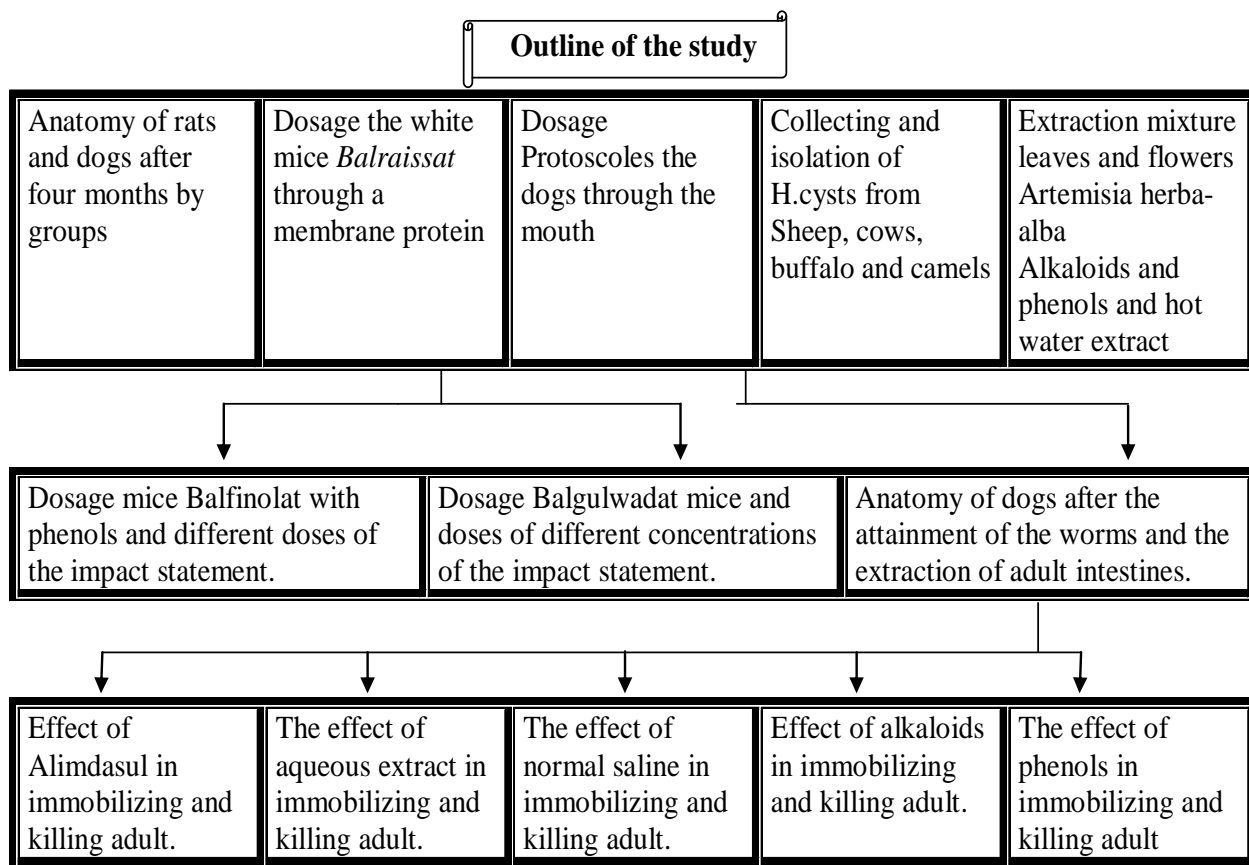 Outline of the study
Anatomy of rats
and dogs after
four months by
groups
Dosage the white
mice Balraissat
through a
membrane protein
Dosage
Protoscoles the
dogs through the
mouth
Collecting and
isolation of
H.cysts from
Sheep, cows,
buffalo and camels
Extraction mixture
leaves and flowers
Artemisia herba-
alba
Alkaloids and
phenols and hot
water extract
Dosage mice Balfinolat with
phenols and different doses of
the impact statement.
Dosage Balgulwadat mice and
doses of different concentrations
of the impact statement.
Anatomy of dogs after the
attainment of the worms and the
extraction of adult intestines.
Effect of
Alimdasul in
immobilizing and
killing adult.
The effect of
aqueous extract in
immobilizing and
killing adult.
The effect of
normal saline in
immobilizing and
killing adult.
Effect of alkaloids
in immobilizing
and killing adult.
The effect of
phenols in
immobilizing and
killing adult